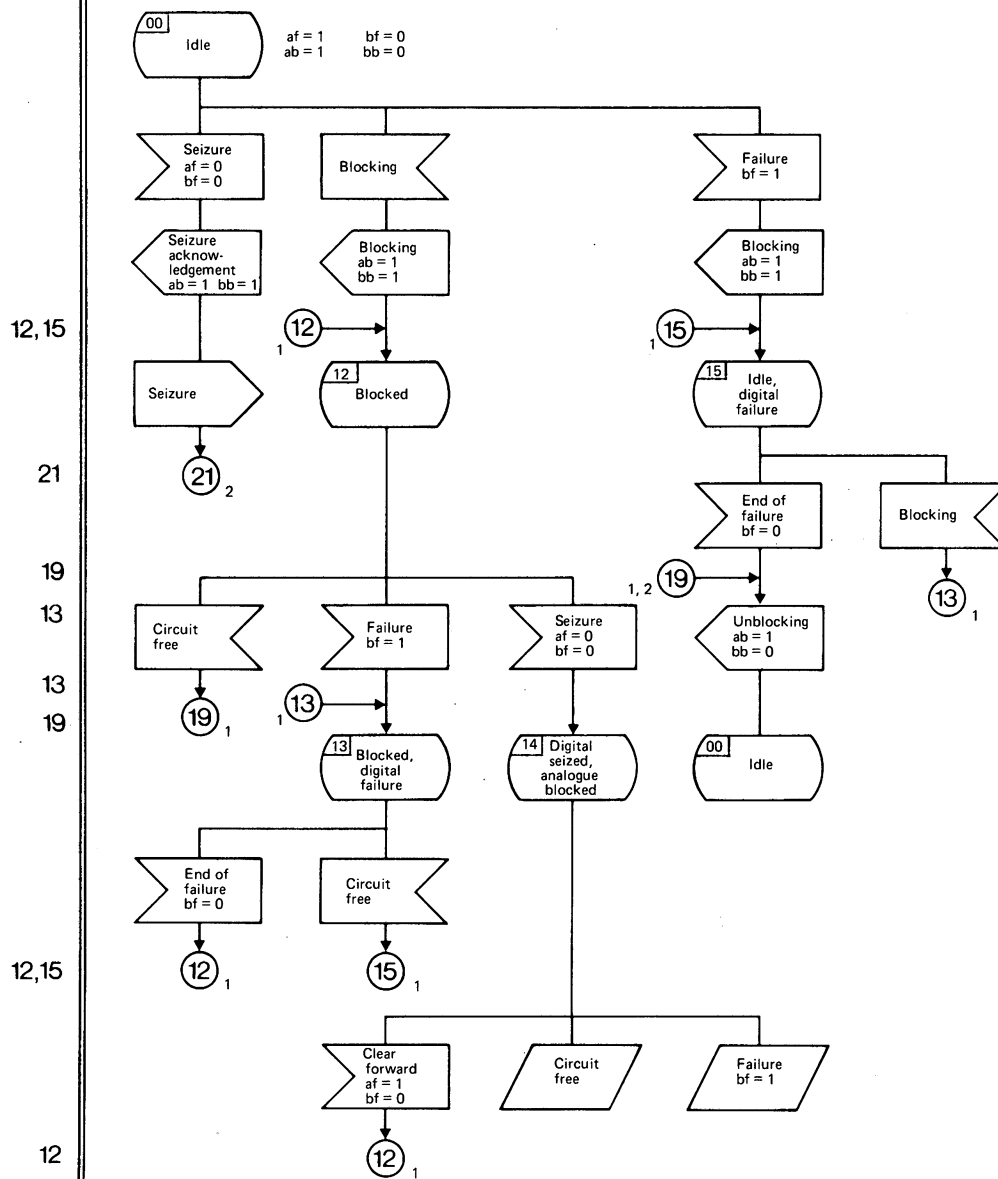 00
Idle
af = 1 bf = 0
ab = 1 bb = 0
Seizure
af = 0
bf = 0
Blocking
Failure
bf = 1
Seizure
acknow-
ledgement
ab = 1 bb = 1
Blocking
ab = 1
bb = 1
Blocking
ab = 1
bb = 1
12,15
12
1
15
1
Seizure
12
Blocked
15
Idle,
digital
failure
21
21
2
End of
failure
bf = 0
Blocking
19
19
1, 2
13
1
13
Circuit
free
Failure
bf = 1
Seizure
af = 0
bf = 0
Unblocking
ab = 1
bb = 0
13
19
19
1
13
1
13
Blocked,
digital
failure
14
Digital
seized,
analogue
blocked
00
Idle
End of
failure
bf = 0
Circuit
free
12,15
12
1
15
1
Clear
forward
af = 1
bf = 0
Circuit
free
Failure
bf = 1
12
12
1